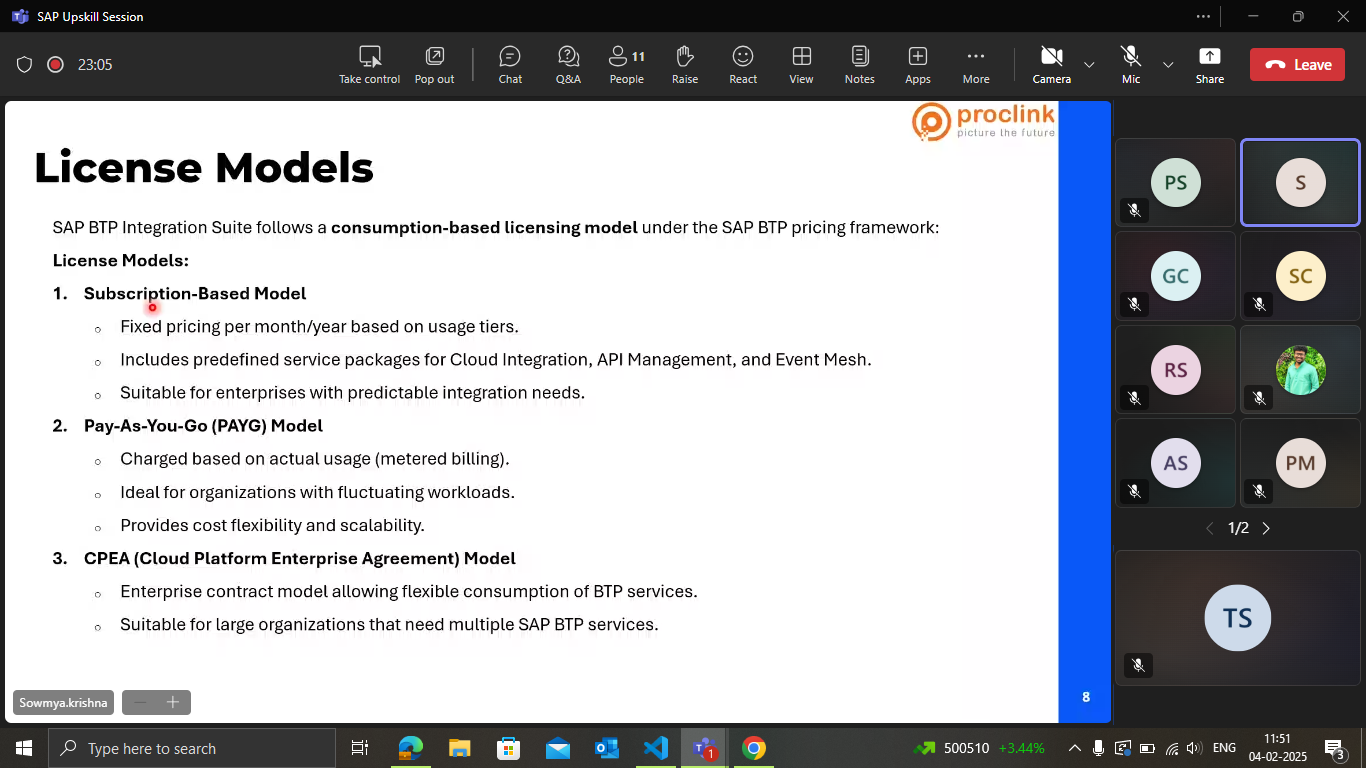 SAP Upskill Session
23:05
Take control
Pop out
Chat
Q&A
11
People
Raise
React
View
Notes
Apps
More
Camera
Mic
Share
Leave
proclink
picture the future
License Models
SAP BTP Integration Suite follows a consumption-based licensing model under the SAP BTP pricing framework:
License Models:
1. Subscription-Based Model
Fixed pricing per month/year based on usage tiers.
Includes predefined service packages for Cloud Integration, API Management, and Event Mesh.
Suitable for enterprises with predictable integration needs.
2. Pay-As-You-Go (PAYG) Model
Charged based on actual usage (metered billing).
Ideal for organizations with fluctuating workloads.
Provides cost flexibility and scalability.
3. CPEA (Cloud Platform Enterprise Agreement) Model
Enterprise contract model allowing flexible consumption of BTP services.
Suitable for large organizations that need multiple SAP BTP services.
8
Sowmya.krishna
PS
S
GC
SC
RS
AS
PM
1/2
TS
Type here to search
1
500510 +3.44%
ENG
11:51
04-02-2025
3